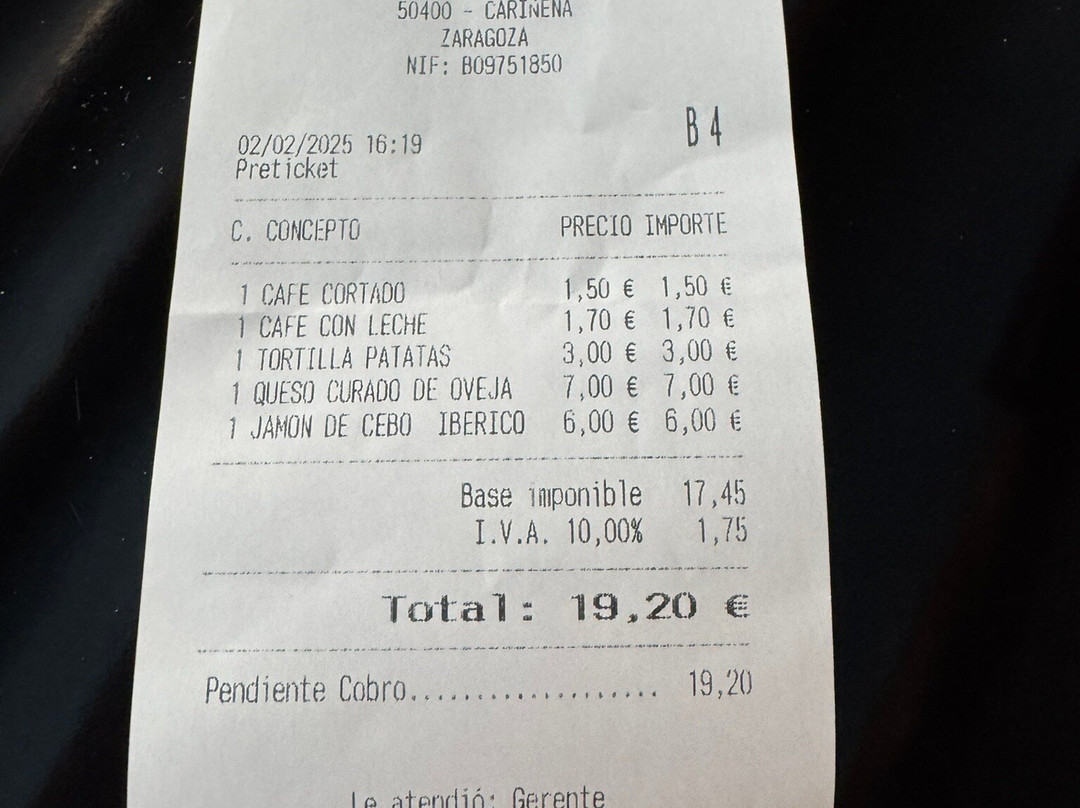 50400 - CARIÑENA
ZARAGOZA
NIF: B09751850
B 4
02/02/2025 16:19
Preticket
C. CONCEPTO PRECIO IMPORTE
1 CAFE CORTADO 1,50 € 1,50 €
1 CAFE CON LECHE 1,70 € 1,70 €
1 TORTILLA PATATAS 3,00 € 3,00 €
1 QUESO CURADO DE OVEJA 7,00 € 7,00 €
1 JAMON DE CEBO IBERICO 6,00 € 6,00 €
Base imponible 17,45
I.V.A. 10,00% 1,75
Total: 19,20 €
Pendiente Cobro................... 19,20
Le atendió: Gerente